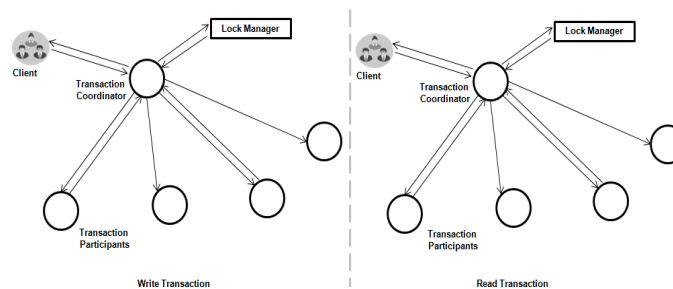 Lock Manager
Client
Transaction
Coordinator
Transaction
Participants
Write Transaction
Lock Manager
Client
Transaction
Coordinator
Transaction
Participants
Read Transaction